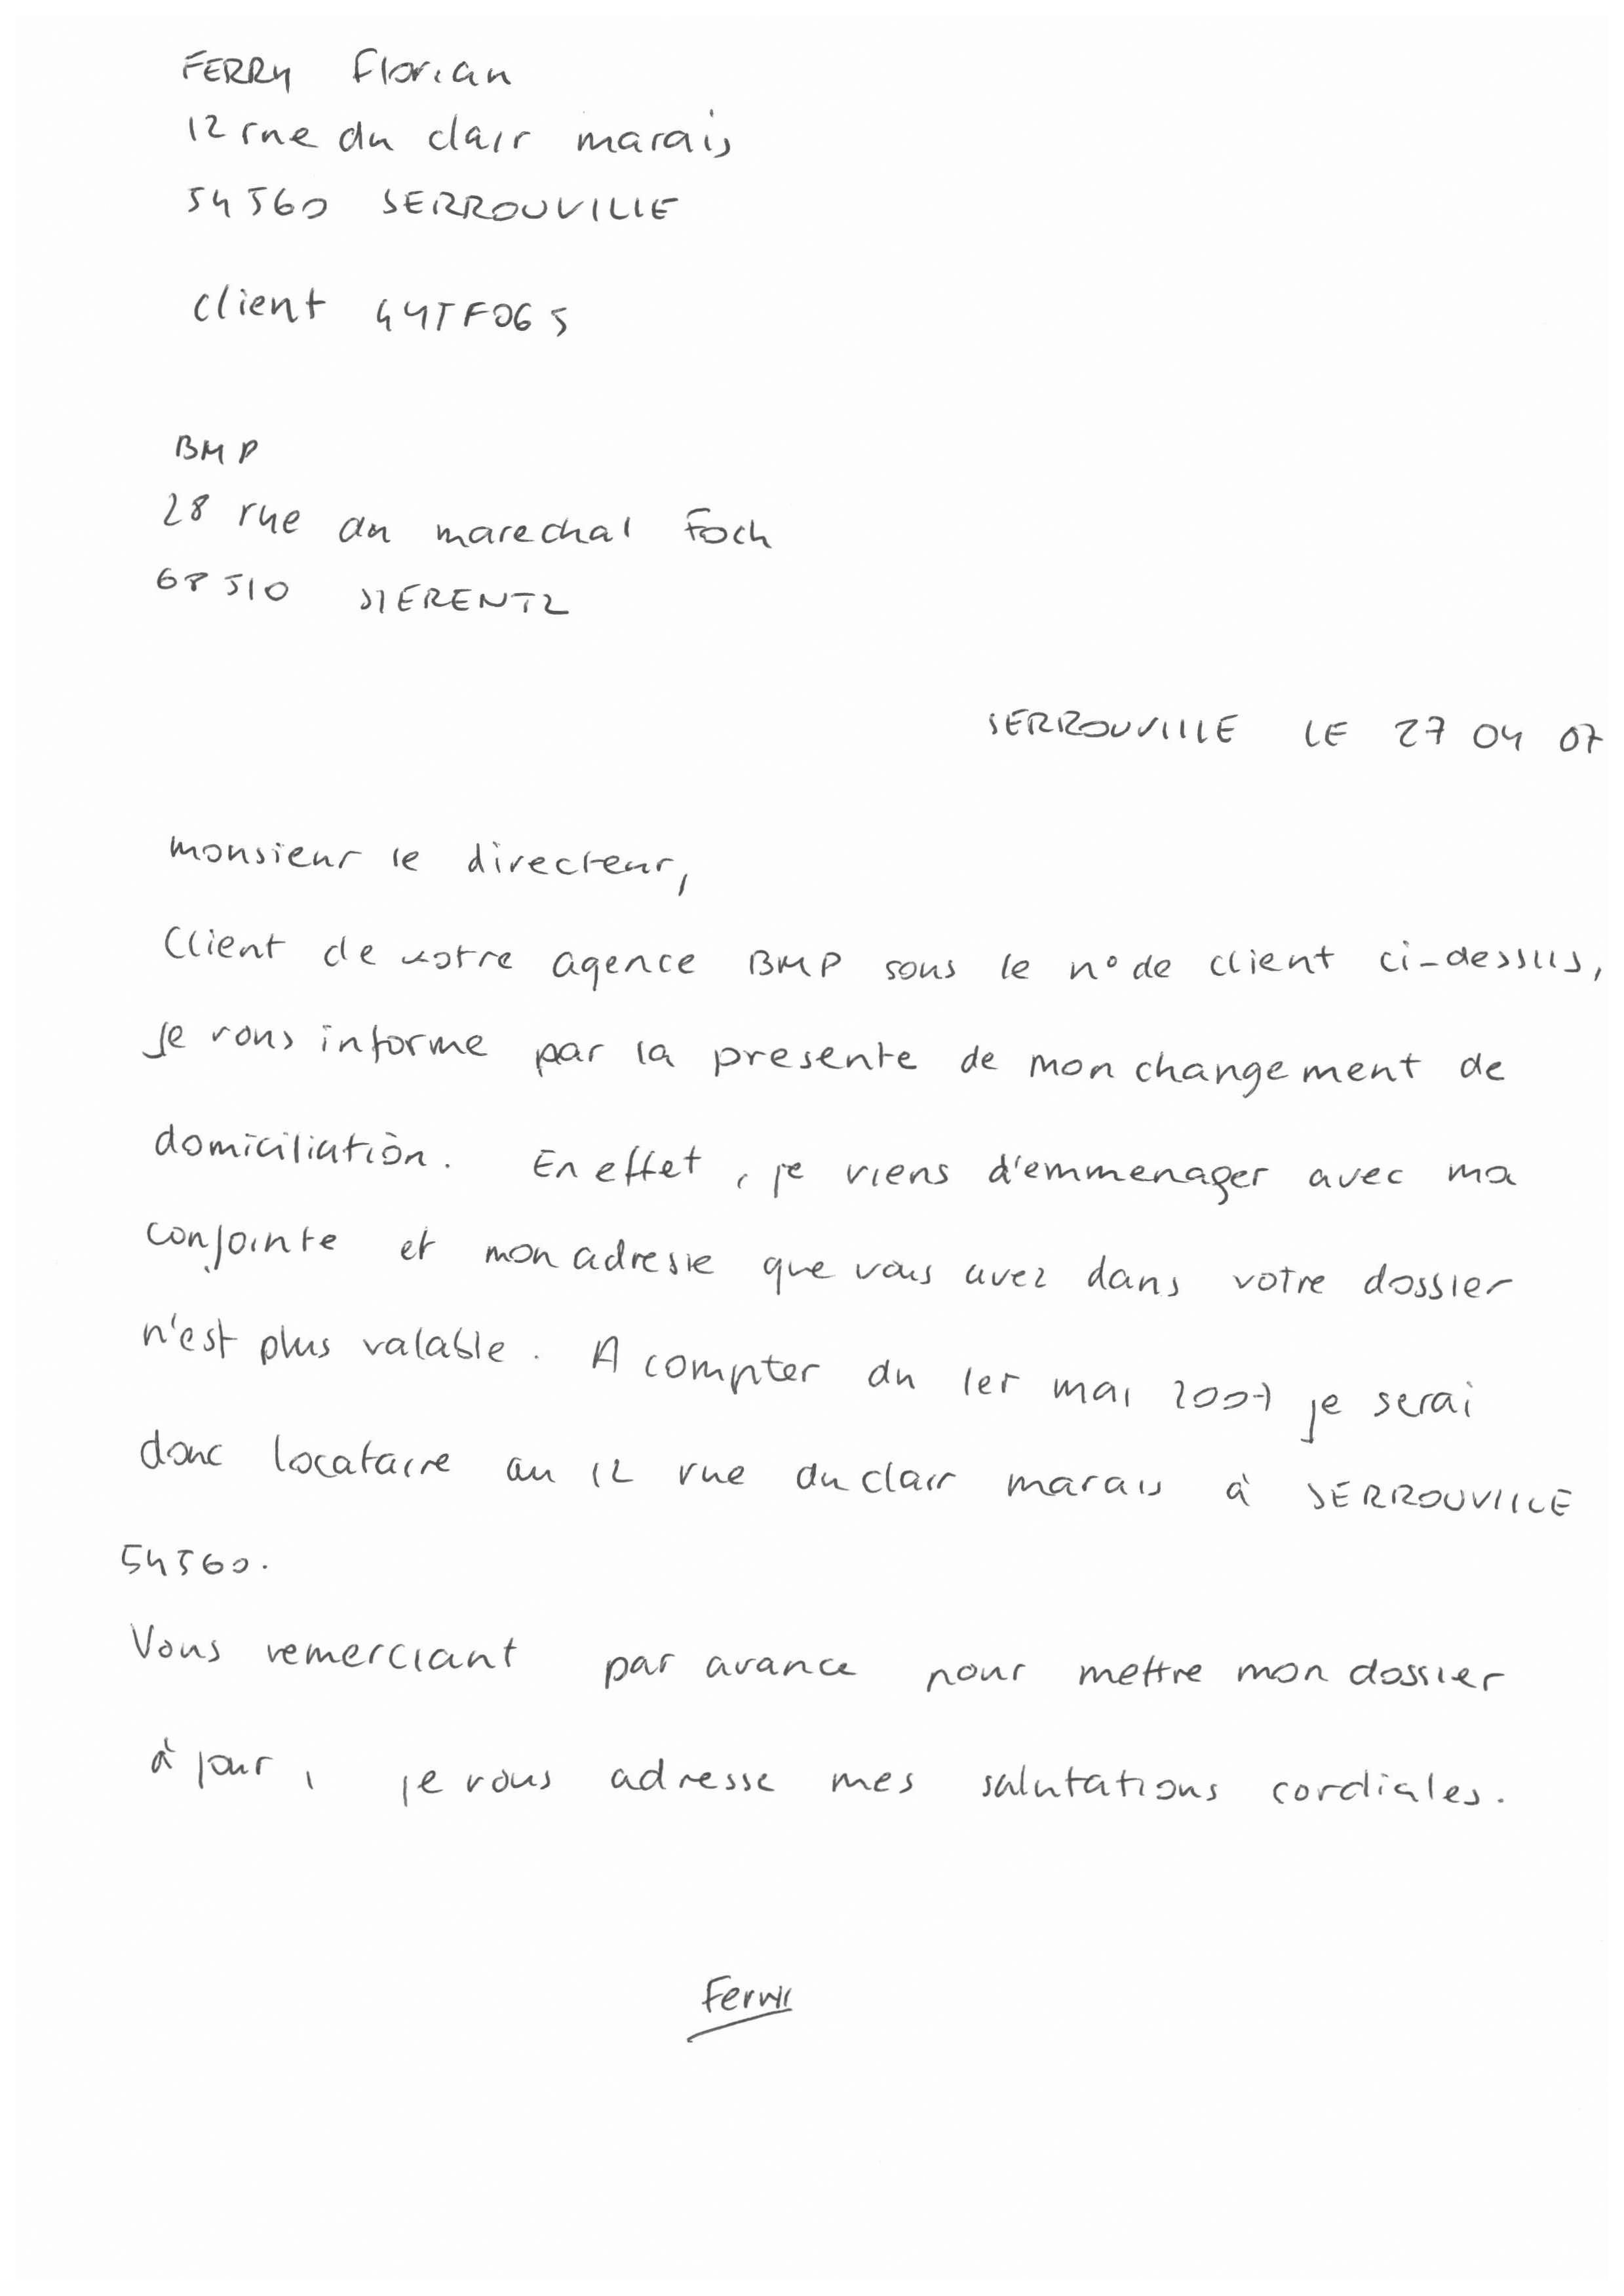 FERRY Florian
12 rue du clair marais
54560 SERROUVILLE
Client
BMP
28 rue du marechal Foch
68510 SIERENTZ
SERROUVILLE LE 27 04 07
monsieur le directeur,
Client de votre agence BMP sous le n° de client ci-dessus,
Je vous informe par la presente de mon changement de
domiciliation. En effet, je viens d'emmenager avec ma
conjointe et mon adresse que vous avez dans votre dossier
n'est plus valable. A compter du 1er mai 2007 je serai
donc locataire au 12 rue du clair marais à SERROUVILLE
54560.
Vous remerciant par avance pour mettre mon dossier
à jour, je vous adresse mes salutations cordiales.